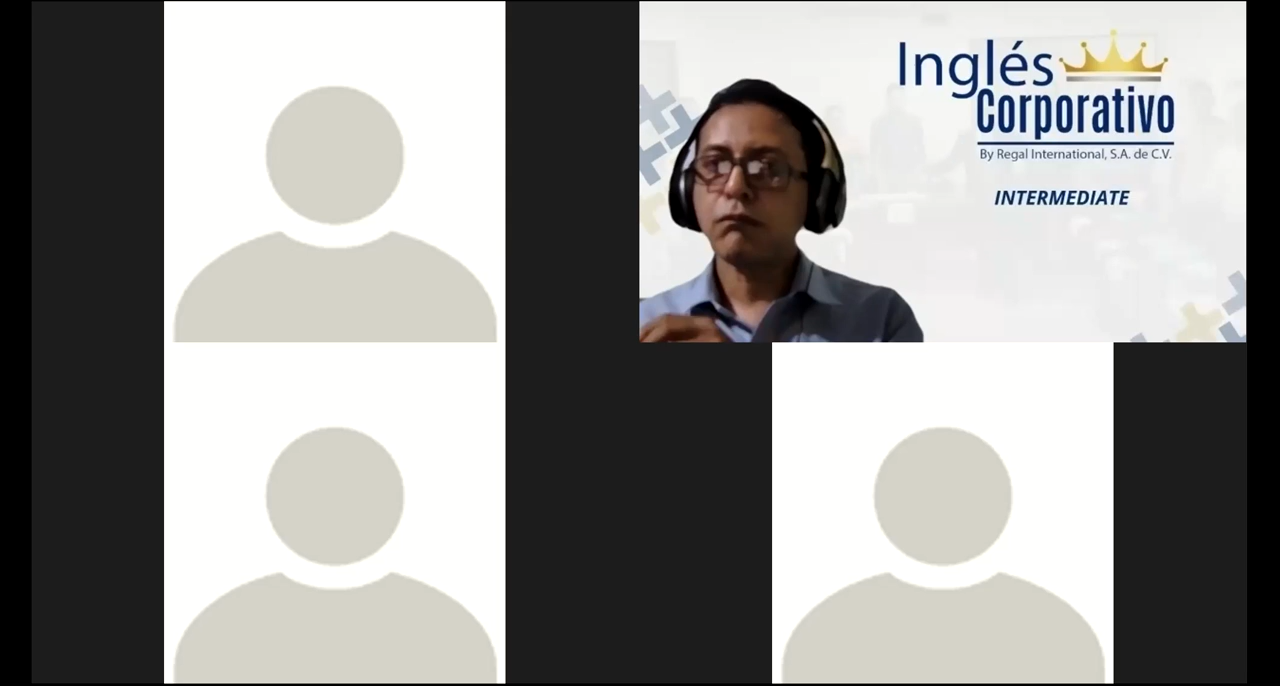 Inglés
Corporativo
By Regal International, S.A. de C.V.
INTERMEDIATE